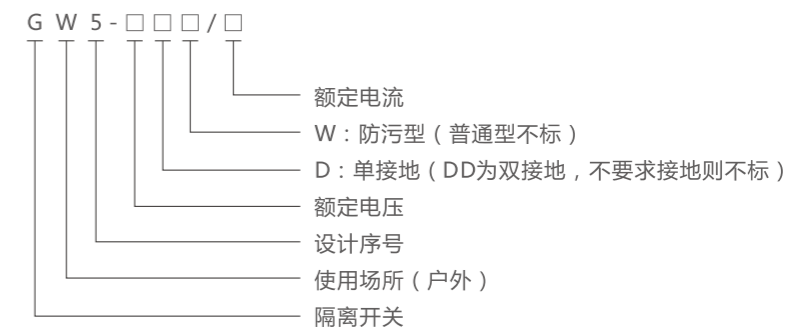 GW5-□□□/□
额定电流
W：防污型（普通型不标）
D：单接地（DD为双接地，不要求接地则不标）
额定电压
设计序号
使用场所（户外）
隔离开关